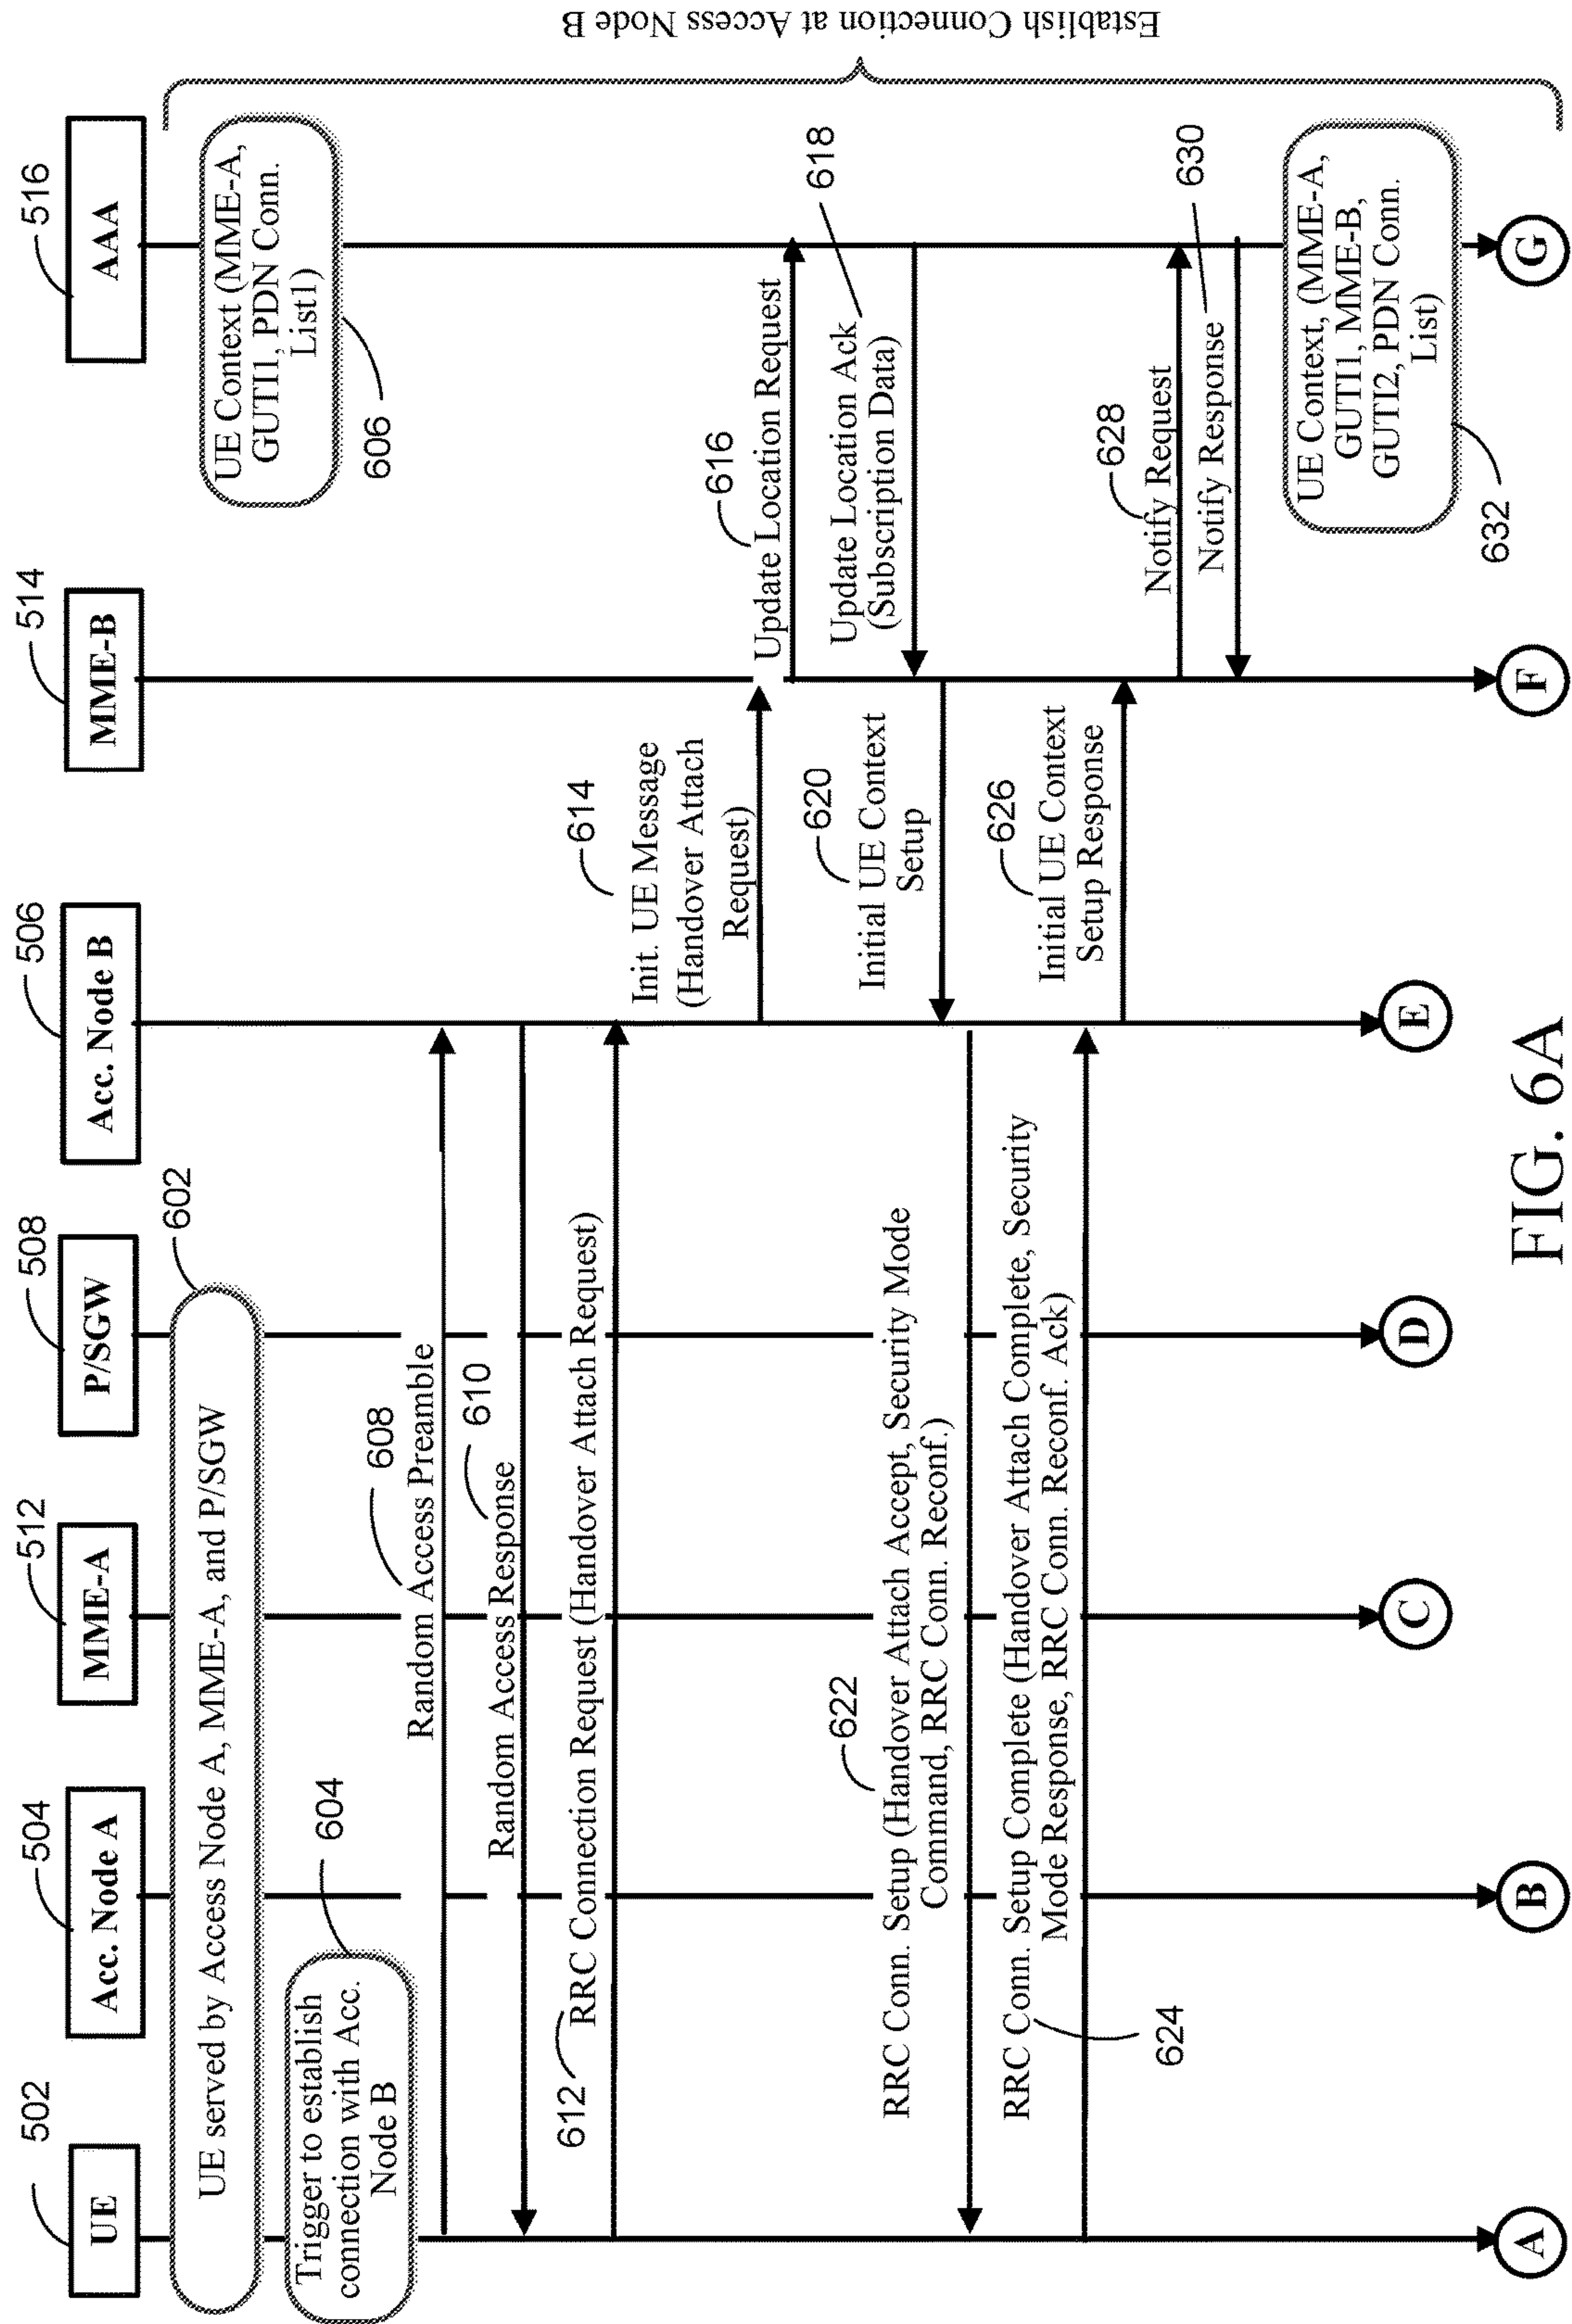 502
UE
504
Acc. Node A
512
MME-A
508
P/SGW
506
Acc. Node B
514
MME-B
516
AAA
UE served by Access Node A, MME-A, and P/SGW
602
UE Context (MME-A,
GUTI1, PDN Conn.
List1)
606
Trigger to establish
connection with Acc.
Node B
604
608
Random Access Preamble
610
Random Access Response
612
RRC Connection Request (Handover Attach Request)
614
Init. UE Message
(Handover Attach
Request)
616
Update Location Request
618
Update Location Ack
(Subscription Data)
620
Initial UE Context
Setup
622
RRC Conn. Setup (Handover Attach Accept, Security Mode
Command, RRC Conn. Reconf.)
RRC Conn. Setup Complete (Handover Attach Complete, Security
Mode Response, RRC Conn. Reconf. Ack)
624
626
Initial UE Context
Setup Response
628
Notify Request
630
Notify Response
UE Context, (MME-A,
GUTI1, MME-B,
GUTI2, PDN Conn.
List)
632
Establish Connection at Access Node B
A
B
C
D
E
F
G
FIG. 6A